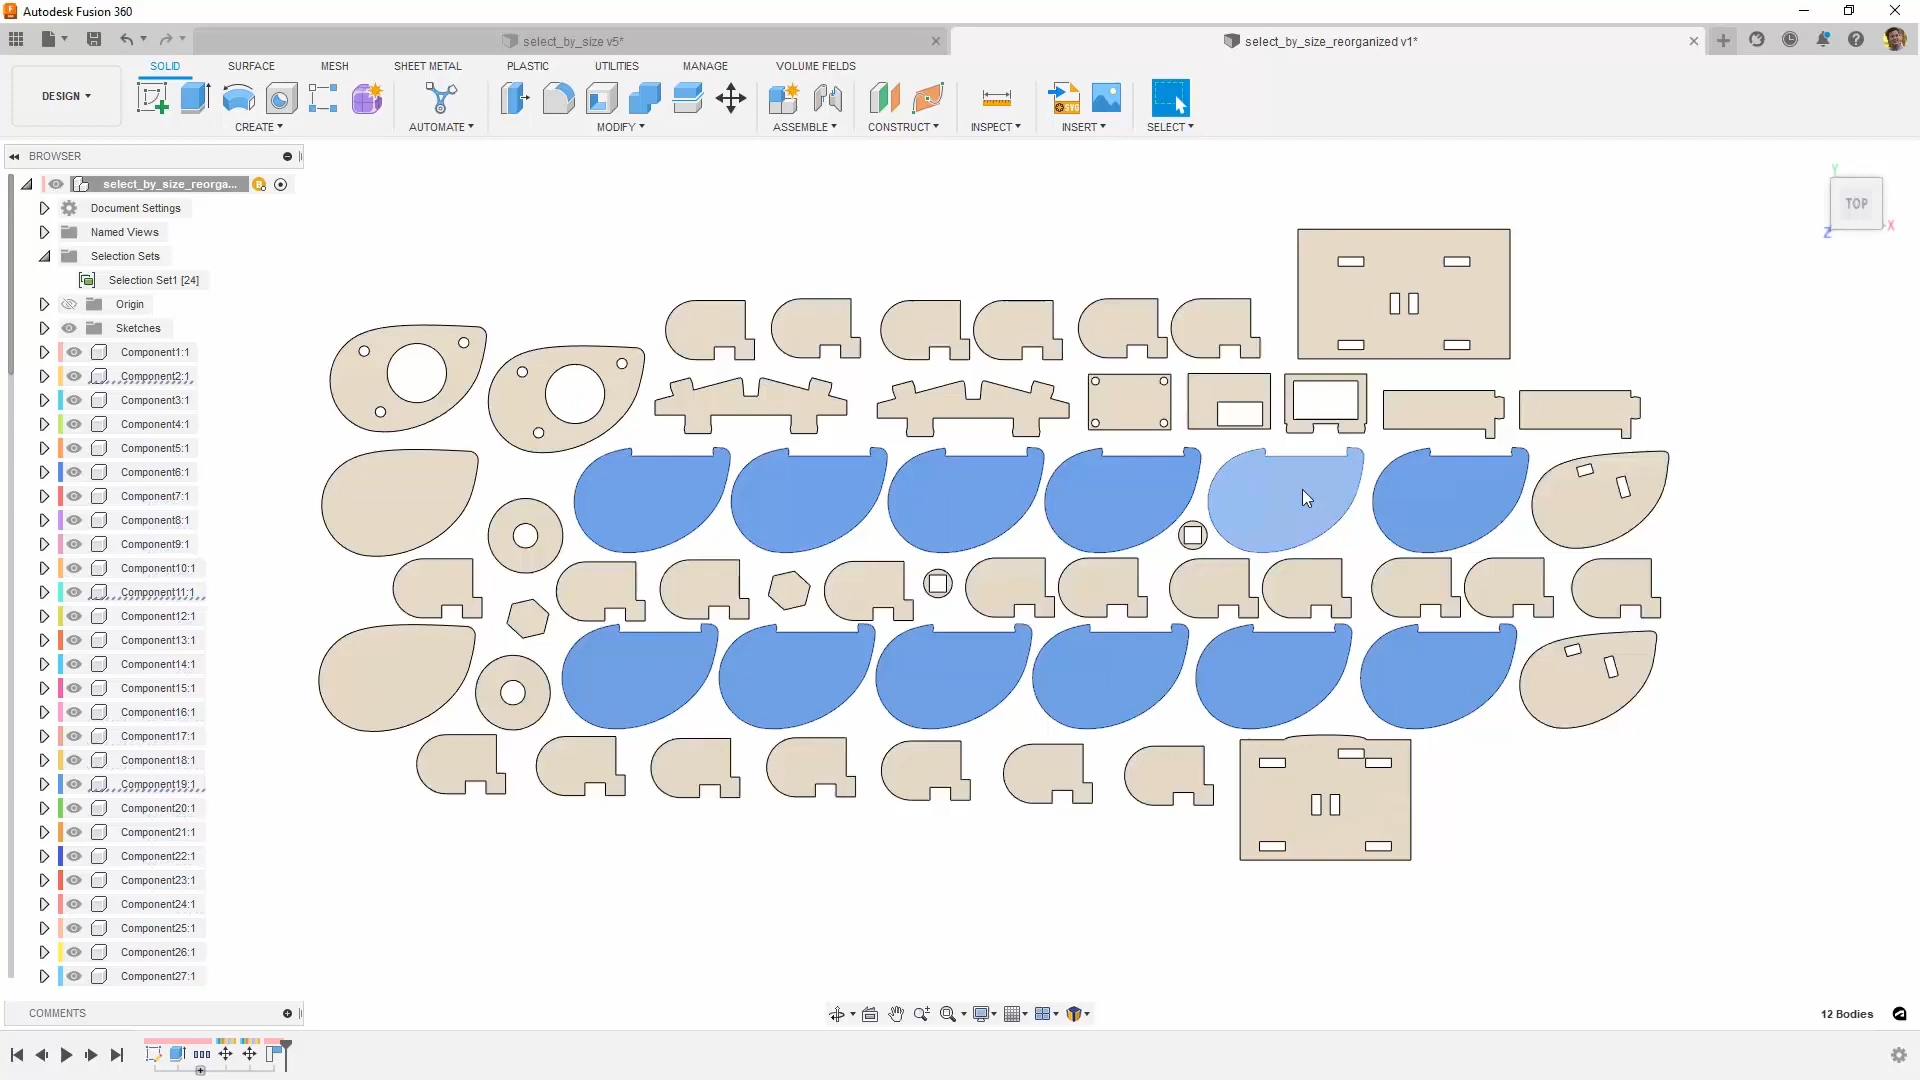 Autodesk Fusion 360
select_by_size v5*
select_by_size_reorganized v1*
DESIGN
SOLID SURFACE MESH SHEET METAL PLASTIC UTILITIES MANAGE VOLUME FIELDS
CREATE AUTOMATE MODIFY ASSEMBLE CONSTRUCT INSPECT INSERT SELECT
SVG
BROWSER
select_by_size_reorga...
Document Settings
Named Views
Selection Sets
Selection Set1 [24]
Origin
Sketches
Component1:1
Component2:1
Component3:1
Component4:1
Component5:1
Component6:1
Component7:1
Component8:1
Component9:1
Component10:1
Component11:1
Component12:1
Component13:1
Component14:1
Component15:1
Component16:1
Component17:1
Component18:1
Component19:1
Component20:1
Component21:1
Component22:1
Component23:1
Component24:1
Component25:1
Component26:1
Component27:1
Y
TOP
Z
X
COMMENTS
12 Bodies